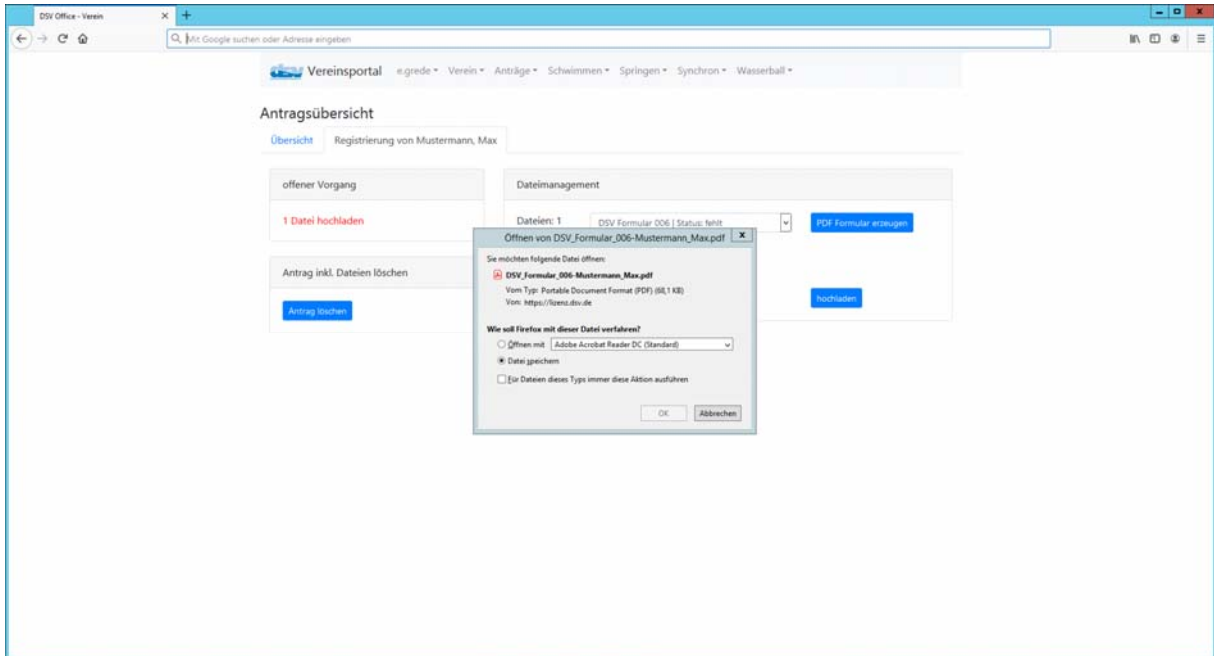 DSV Office - Verein
Mit Google suchen oder Adresse eingeben
dsv Vereinsportal e.grede Verein Anträge Schwimmen Springen Synchron Wasserball
Antragsübersicht
Übersicht Registrierung von Mustermann, Max
offener Vorgang
1 Datei hochladen
Antrag inkl. Dateien löschen
Antrag löschen
Dateimanagement
Dateien: 1 DSV Formular 006 | Status: fehlt PDF Formular erzeugen
hochladen
Öffnen von DSV_Formular_006-Mustermann_Max.pdf
Sie möchten folgende Datei öffnen:
DSV_Formular_006-Mustermann_Max.pdf
Vom Typ: Portable Document Format (PDF) (68,1 KB)
Von: https://lizenz.dsv.de
Wie soll Firefox mit dieser Datei verfahren?
Öffnen mit Adobe Acrobat Reader DC (Standard)
Datei speichern
Für Dateien dieses Typs immer diese Aktion ausführen
OK Abbrechen